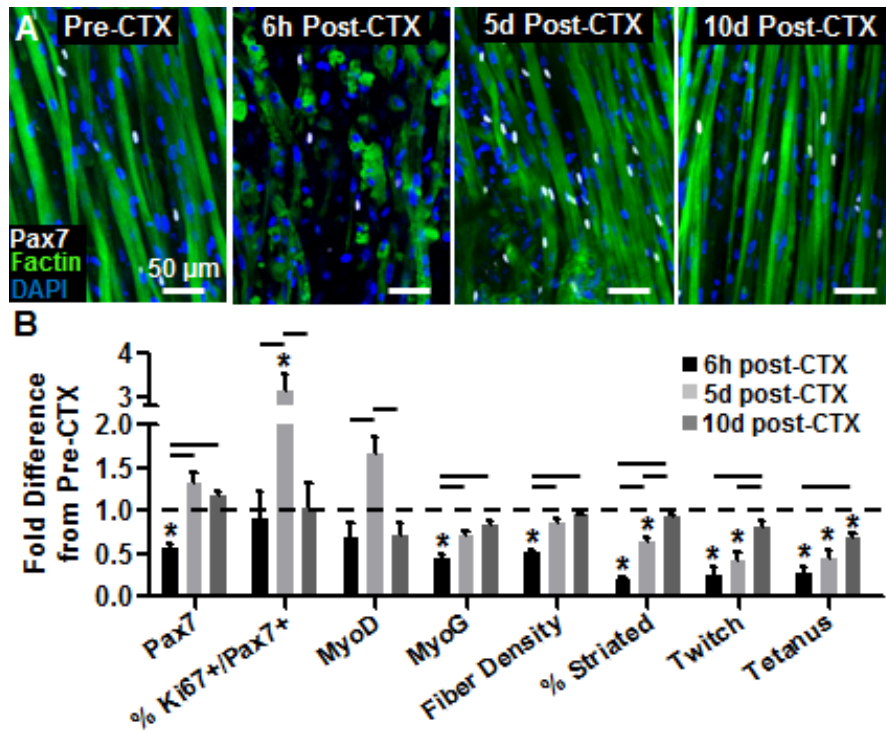 A
Pre-CTX
6h Post-CTX
5d Post-CTX
10d Post-CTX
Pax7
Factin
DAPI
50 µm
B
Fold Difference
from Pre-CTX
4
3
2.0
1.5
1.0
0.5
0.0
*
*
*
*
*
*
*
*
*
*
*
6h post-CTX
5d post-CTX
10d post-CTX
Pax7
% Ki67+/Pax7+
MyoD
MyoG
Fiber Density
% Striated
Twitch
Tetanus